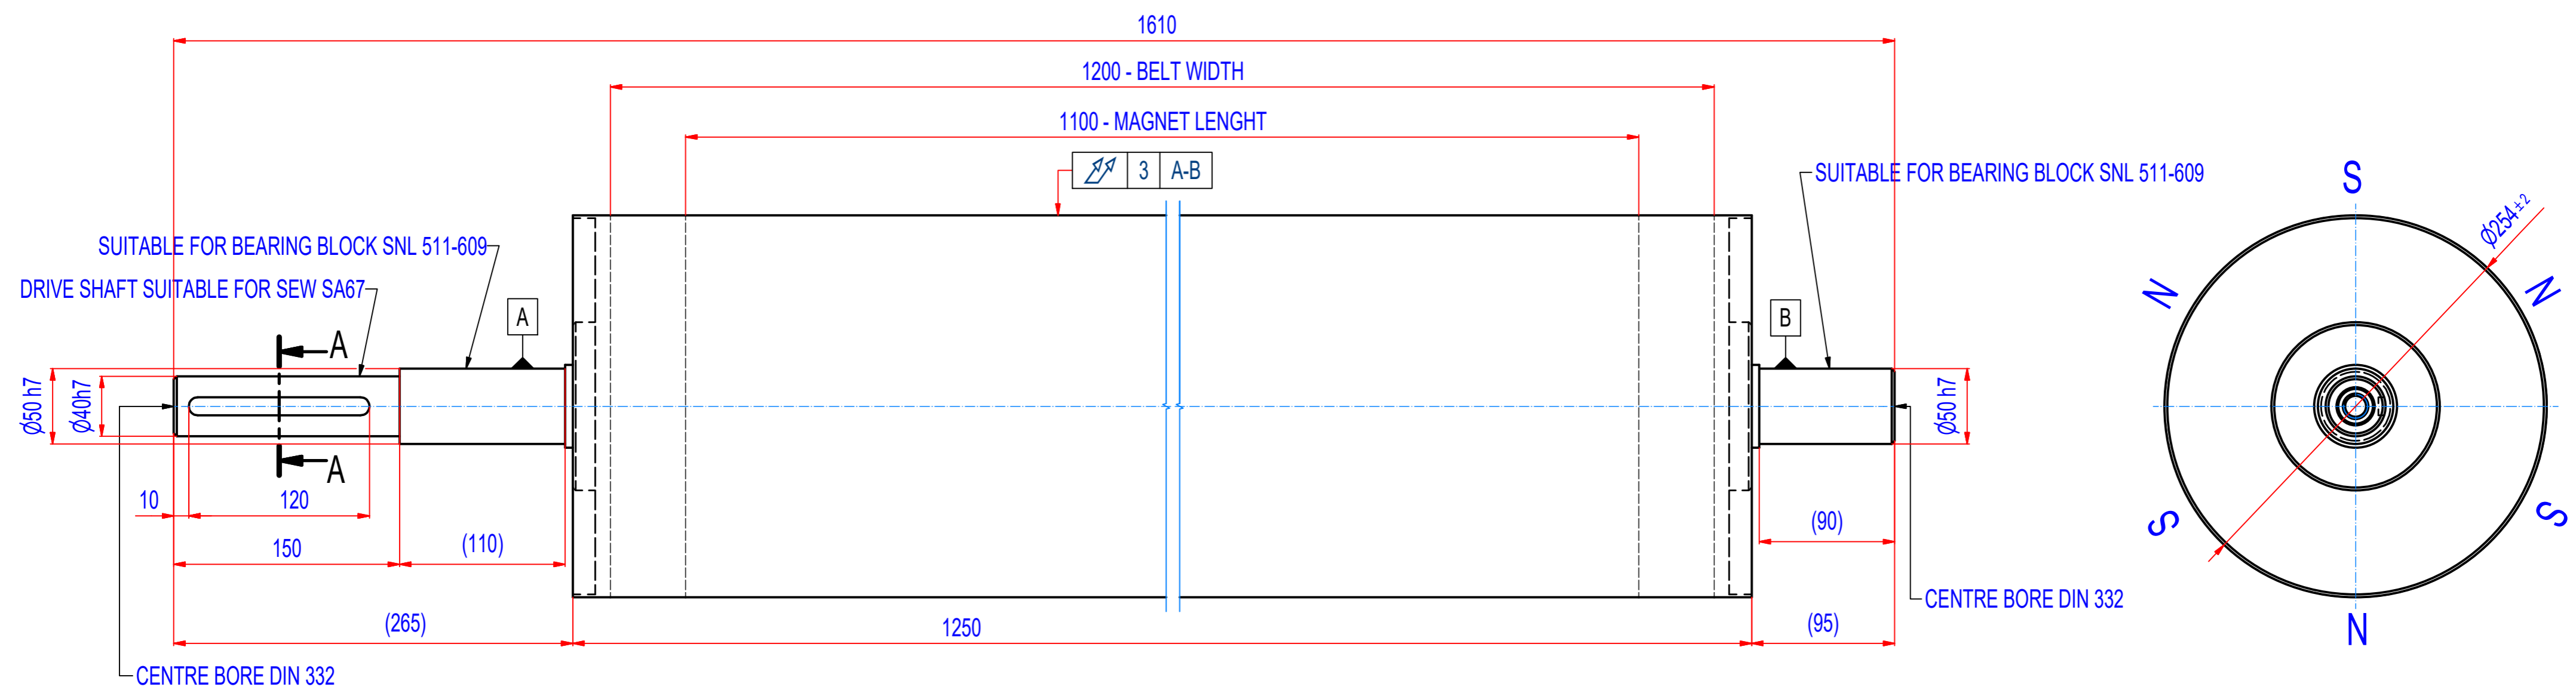 1610
1200 - BELT WIDTH
1100 - MAGNET LENGHT
3 A-B
SUITABLE FOR BEARING BLOCK SNL 511-609
S
Ø254±2
SUITABLE FOR BEARING BLOCK SNL 511-609
DRIVE SHAFT SUITABLE FOR SEW SA67
N
N
A
B
A
Ø50 h7
Ø40h7
Ø50 h7
A
10
120
(90)
S
S
150
(110)
CENTRE BORE DIN 332
(265)
1250
(95)
N
CENTRE BORE DIN 332